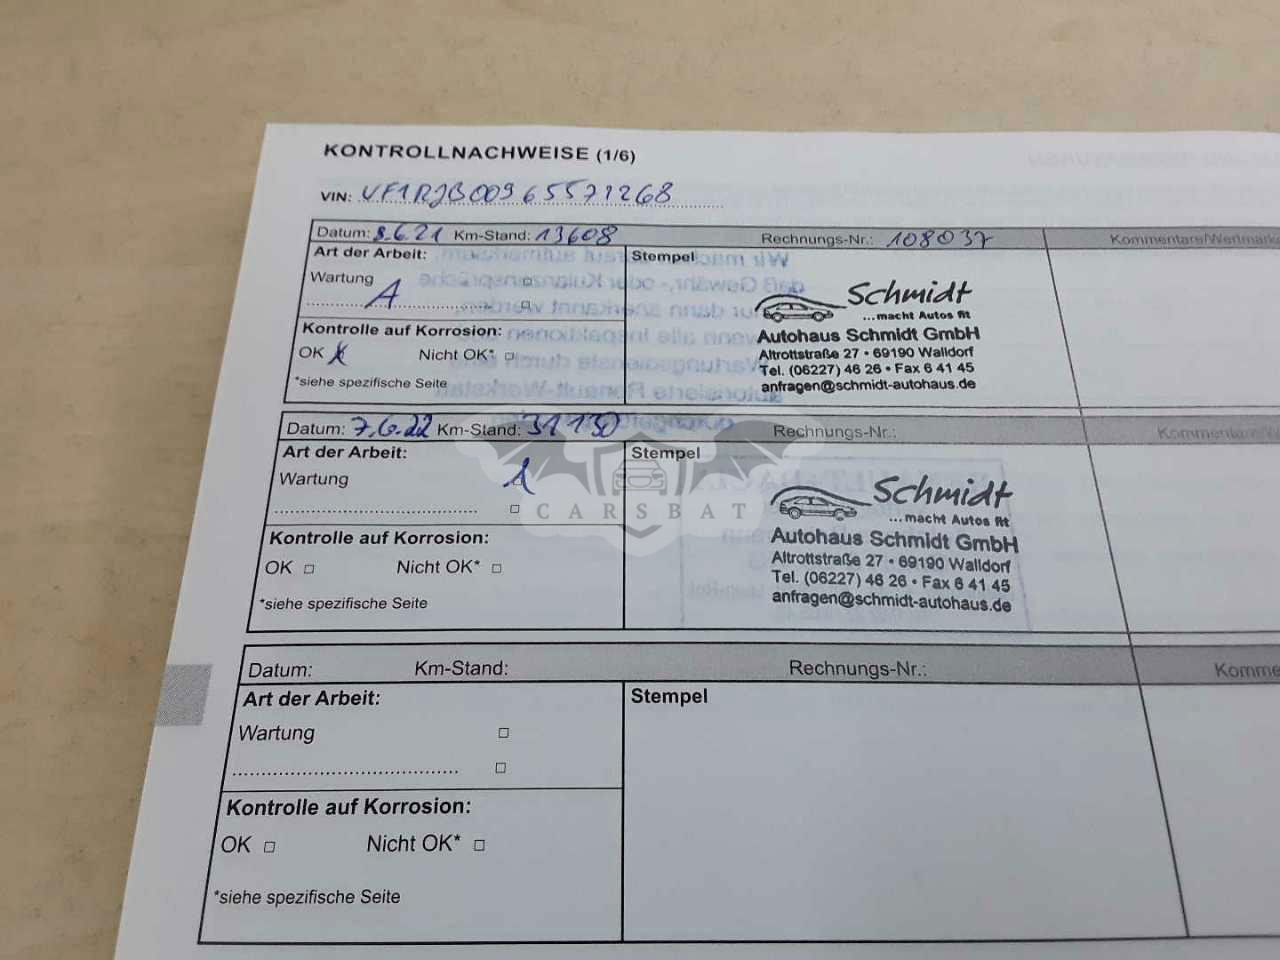 KONTROLLNACHWEISE (1/6)
VIN: VF1RJB00965571268
Datum: 8.6.21 Km-Stand: 13608 Rechnungs-Nr.: 108037
Art der Arbeit: Stempel
Wartung A
Schmidt
...macht Autos fit
Autohaus Schmidt GmbH
Altrottstraße 27 • 69190 Walldorf
Tel. (06227) 46 26 • Fax 6 41 45
anfragen@schmidt-autohaus.de
Kontrolle auf Korrosion:
OK x Nicht OK*
*siehe spezifische Seite
Datum: 7.6.22 Km-Stand: 31130 Rechnungs-Nr.:
Art der Arbeit: Stempel
Wartung
CARSBAT
Schmidt
...macht Autos fit
Autohaus Schmidt GmbH
Altrottstraße 27 • 69190 Walldorf
Tel. (06227) 46 26 • Fax 6 41 45
anfragen@schmidt-autohaus.de
Kontrolle auf Korrosion:
OK Nicht OK*
*siehe spezifische Seite
Datum: Km-Stand: Rechnungs-Nr.:
Art der Arbeit: Stempel
Wartung
Kontrolle auf Korrosion:
OK Nicht OK*
*siehe spezifische Seite